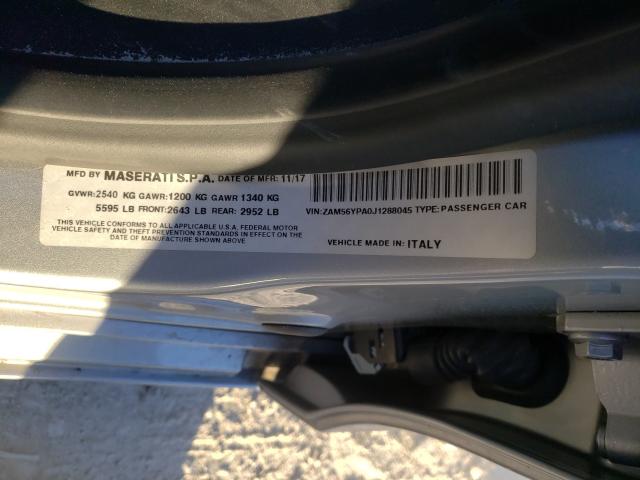 MFD BY MASERATI S.P.A. DATE OF MFR: 11/17
GVWR:2540 KG GAWR:1200 KG GAWR 1340 KG
5595 LB FRONT:2643 LB REAR: 2952 LB
THIS VEHICLE CONFORMS TO ALL APPLICABLE U.S.A. FEDERAL MOTOR
VEHICLE SAFETY AND THEFT PREVENTION STANDARDS IN EFFECT ON THE
DATE OF MANUFACTURE SHOWN ABOVE
VIN:ZAM56YPA0J1288045 TYPE:PASSENGER CAR
VEHICLE MADE IN: ITALY